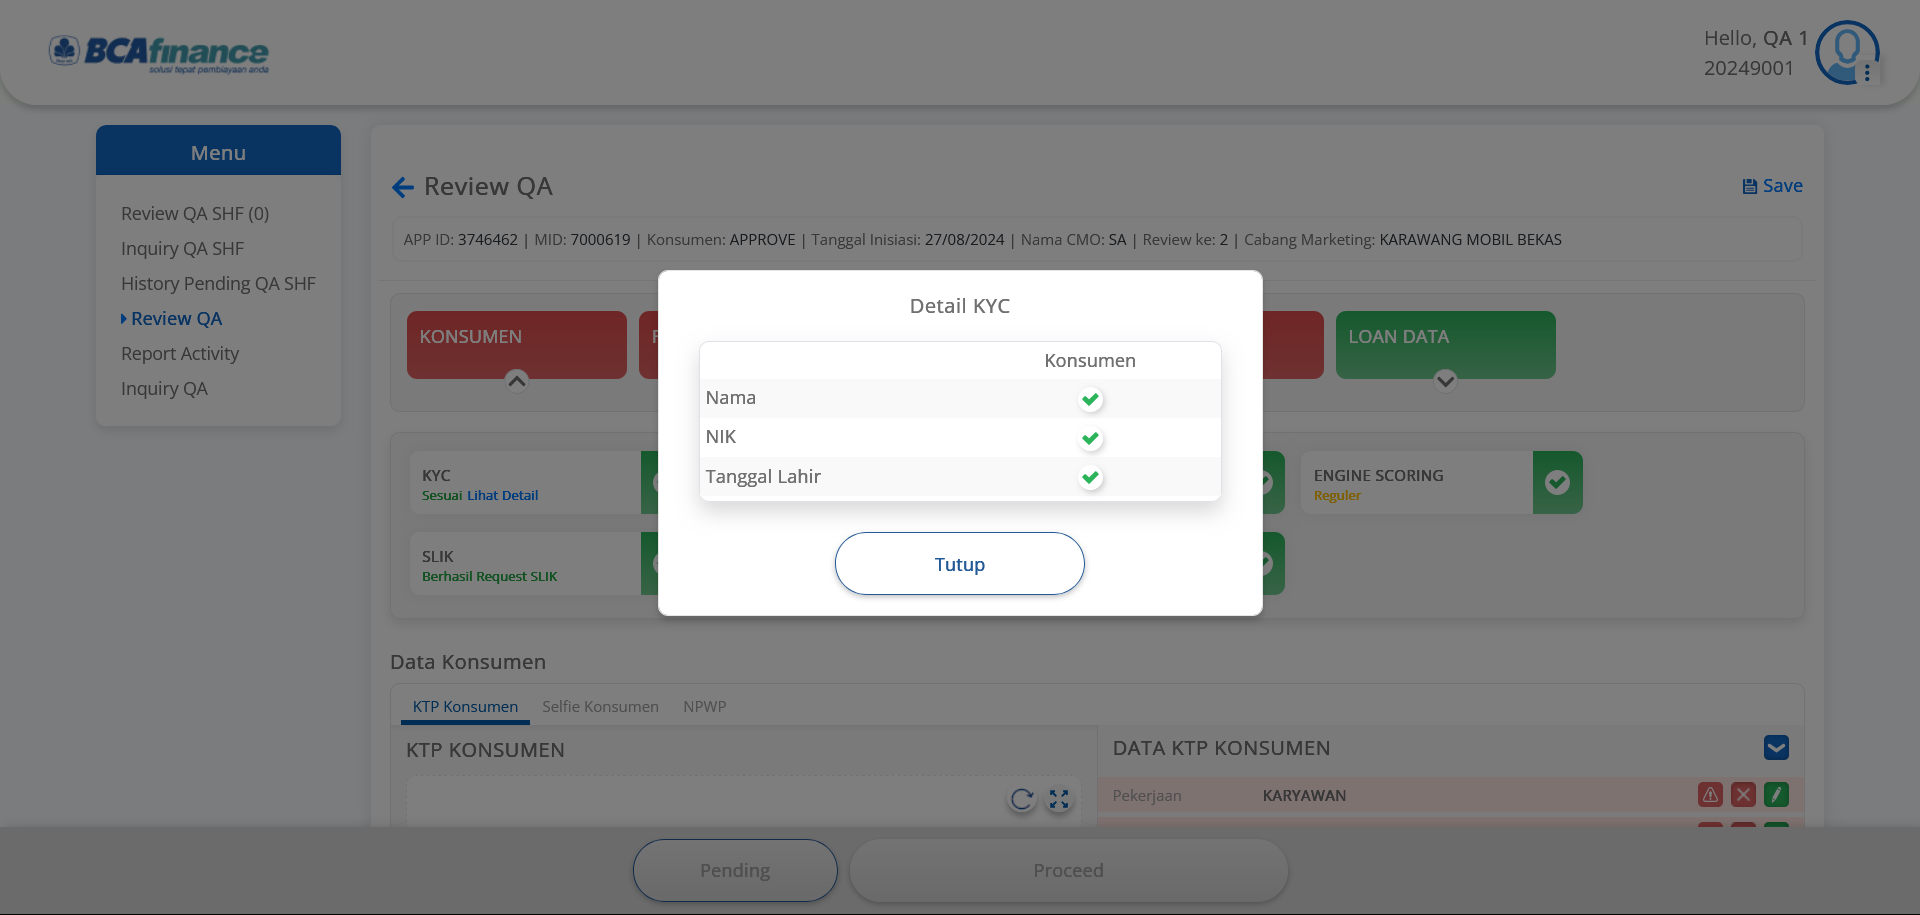 BCAfinance
solusi tepat pembiayaan anda
Hello, QA 1
20249001
Menu
Review QA SHF (0)
Inquiry QA SHF
History Pending QA SHF
Review QA
Report Activity
Inquiry QA
Review QA
Save
APP ID: 3746462 | MID: 7000619 | Konsumen: APPROVE | Tanggal Inisiasi: 27/08/2024 | Nama CMO: SA | Review ke: 2 | Cabang Marketing: KARAWANG MOBIL BEKAS
KONSUMEN
LOAN DATA
Detail KYC
Konsumen
Nama
NIK
Tanggal Lahir
Tutup
KYC
Sesuai Lihat Detail
ENGINE SCORING
Reguler
SLIK
Berhasil Request SLIK
Data Konsumen
KTP Konsumen Selfie Konsumen NPWP
KTP KONSUMEN
DATA KTP KONSUMEN
Pekerjaan KARYAWAN
Pending
Proceed